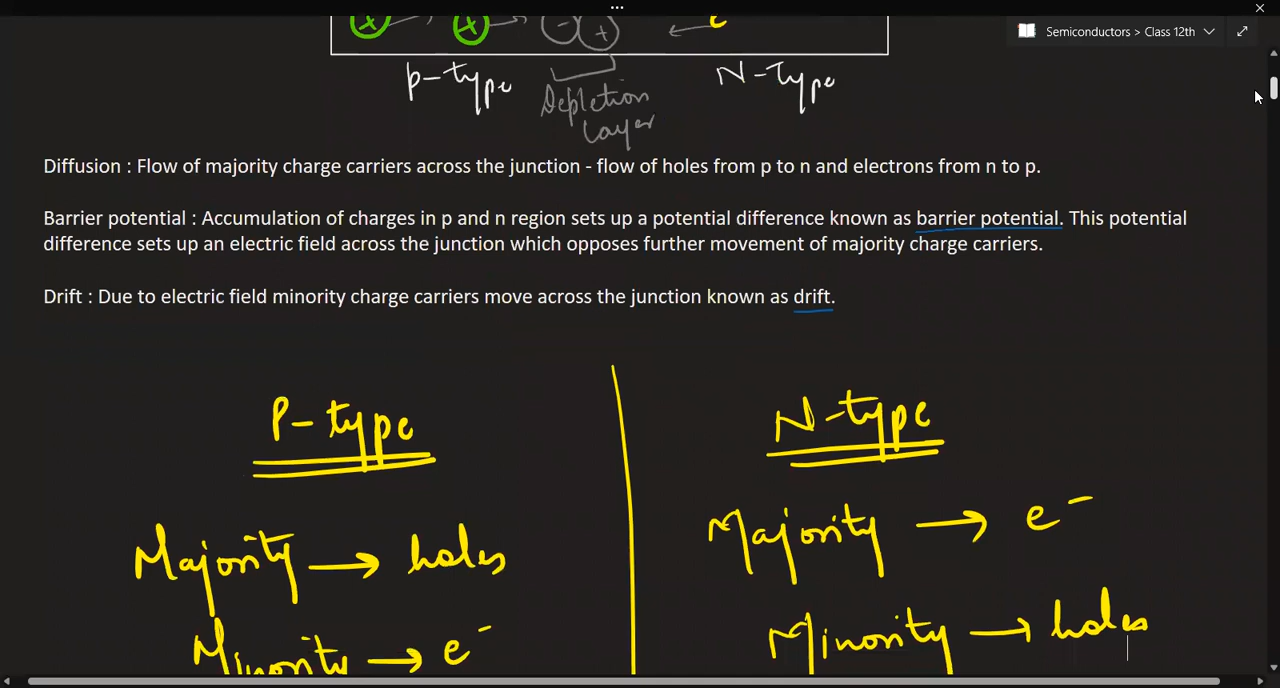 Semiconductors > Class 12th
+ + - + e
P-type N-type
Depletion
Layer
Diffusion : Flow of majority charge carriers across the junction - flow of holes from p to n and electrons from n to p.
Barrier potential : Accumulation of charges in p and n region sets up a potential difference known as barrier potential. This potential
difference sets up an electric field across the junction which opposes further movement of majority charge carriers.
Drift : Due to electric field minority charge carriers move across the junction known as drift.
P-type N-type
Majority → holes Majority → e⁻
Minority → e⁻ Minority → holes